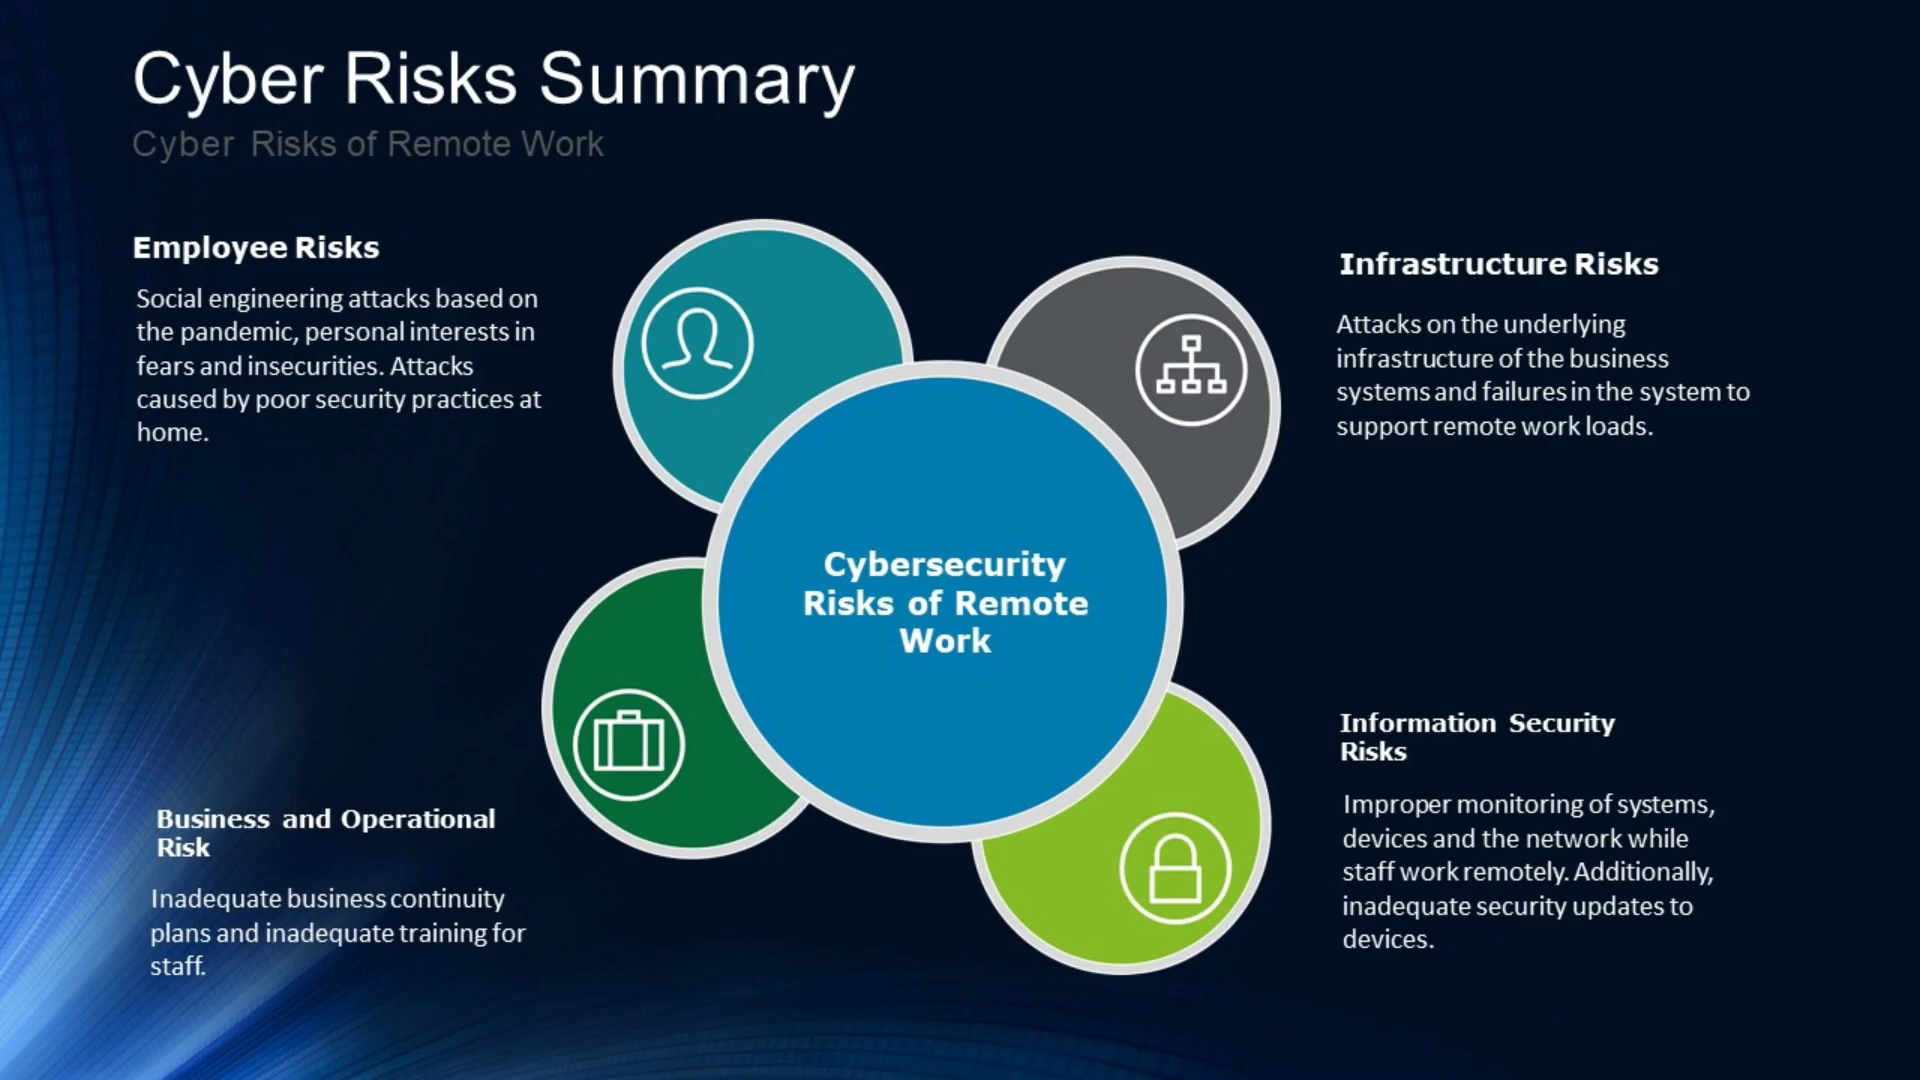 Cyber Risks Summary
Cyber Risks of Remote Work
Employee Risks
Social engineering attacks based on
the pandemic, personal interests in
fears and insecurities. Attacks
caused by poor security practices at
home.
Infrastructure Risks
Attacks on the underlying
infrastructure of the business
systems and failures in the system to
support remote work loads.
Cybersecurity
Risks of Remote
Work
Business and Operational
Risk
Inadequate business continuity
plans and inadequate training for
staff.
Information Security
Risks
Improper monitoring of systems,
devices and the network while
staff work remotely. Additionally,
inadequate security updates to
devices.